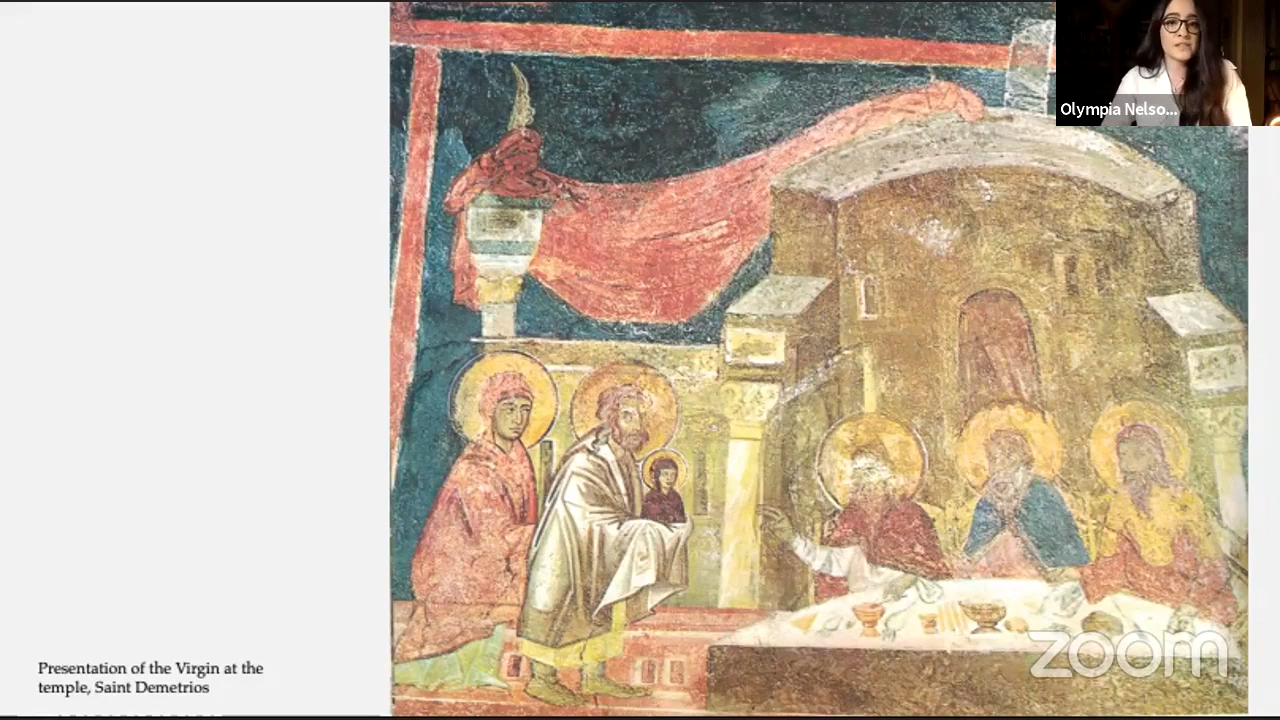 Olympia Nelso...
Presentation of the Virgin at the
temple, Saint Demetrios
zoom